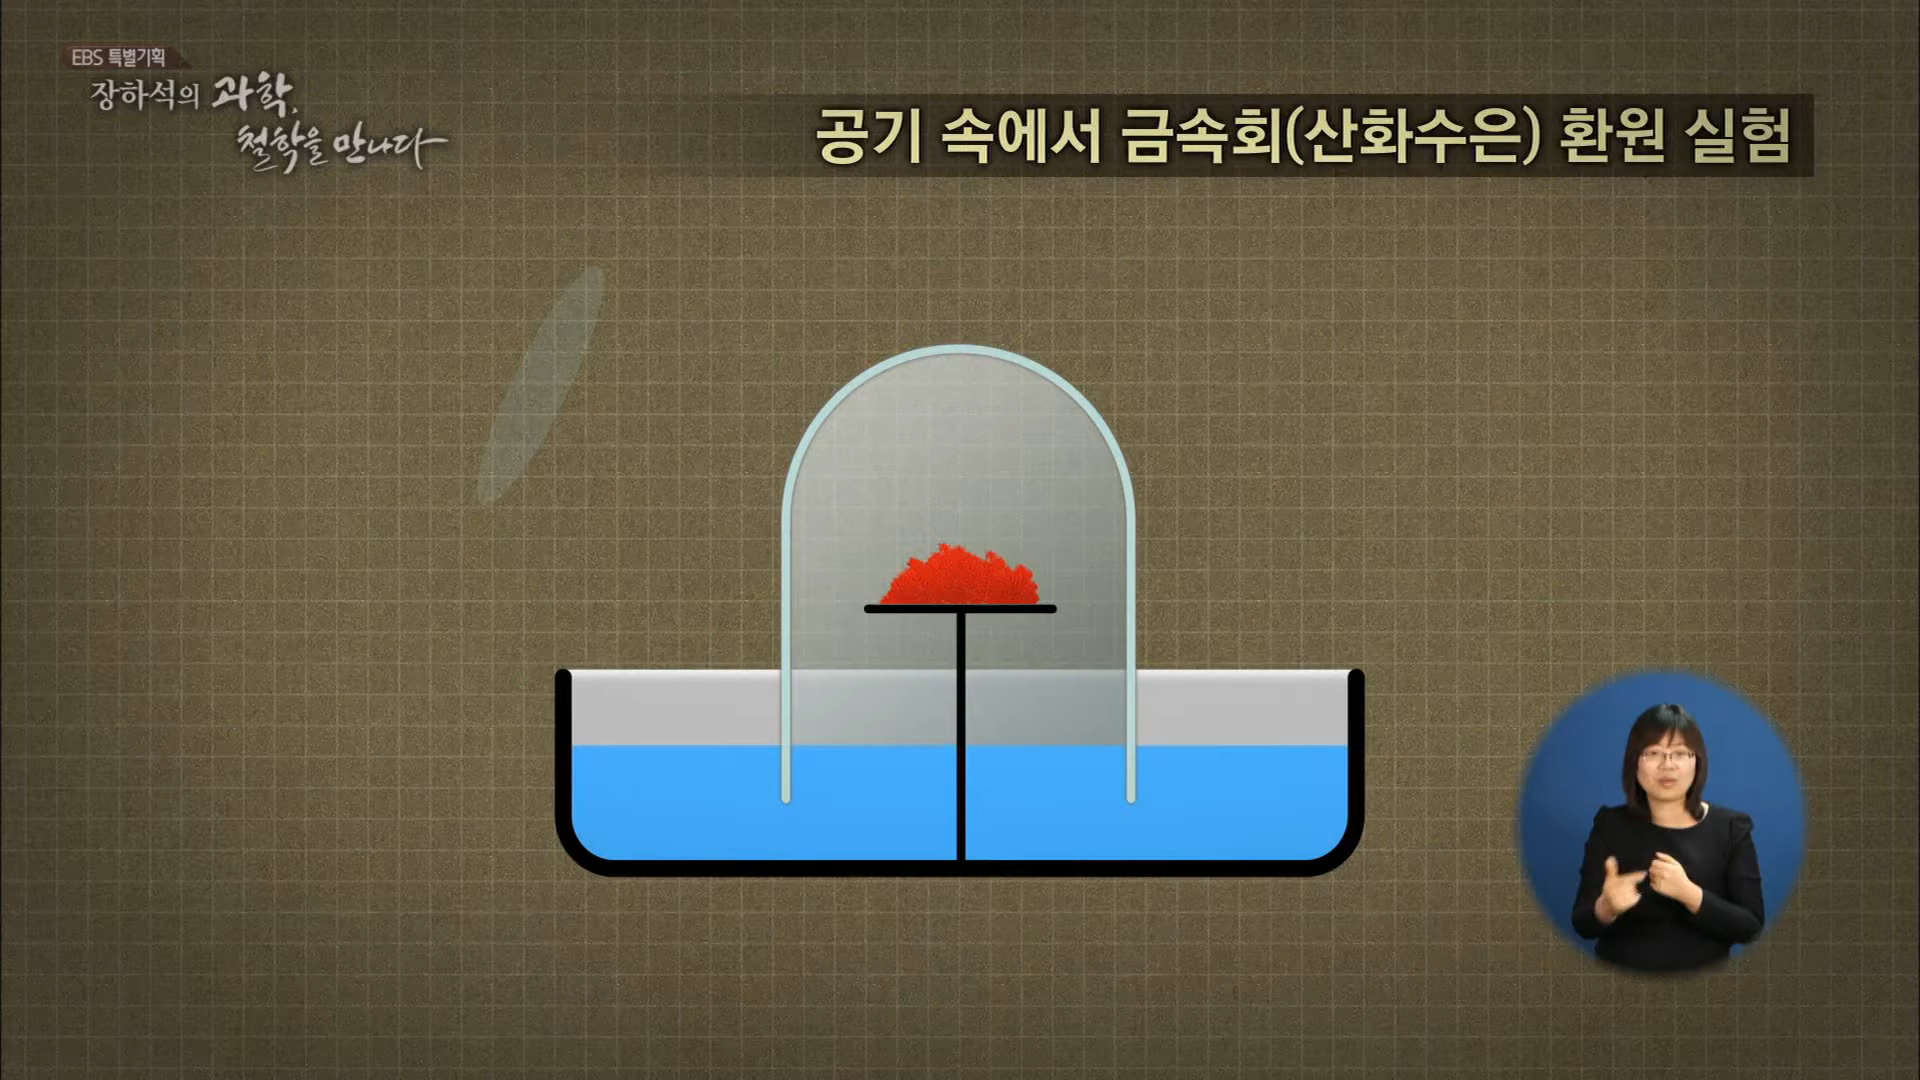 EBS 특별기획
장하석의 과학,
철학을 만나다
공기 속에서 금속회(산화수은) 환원 실험